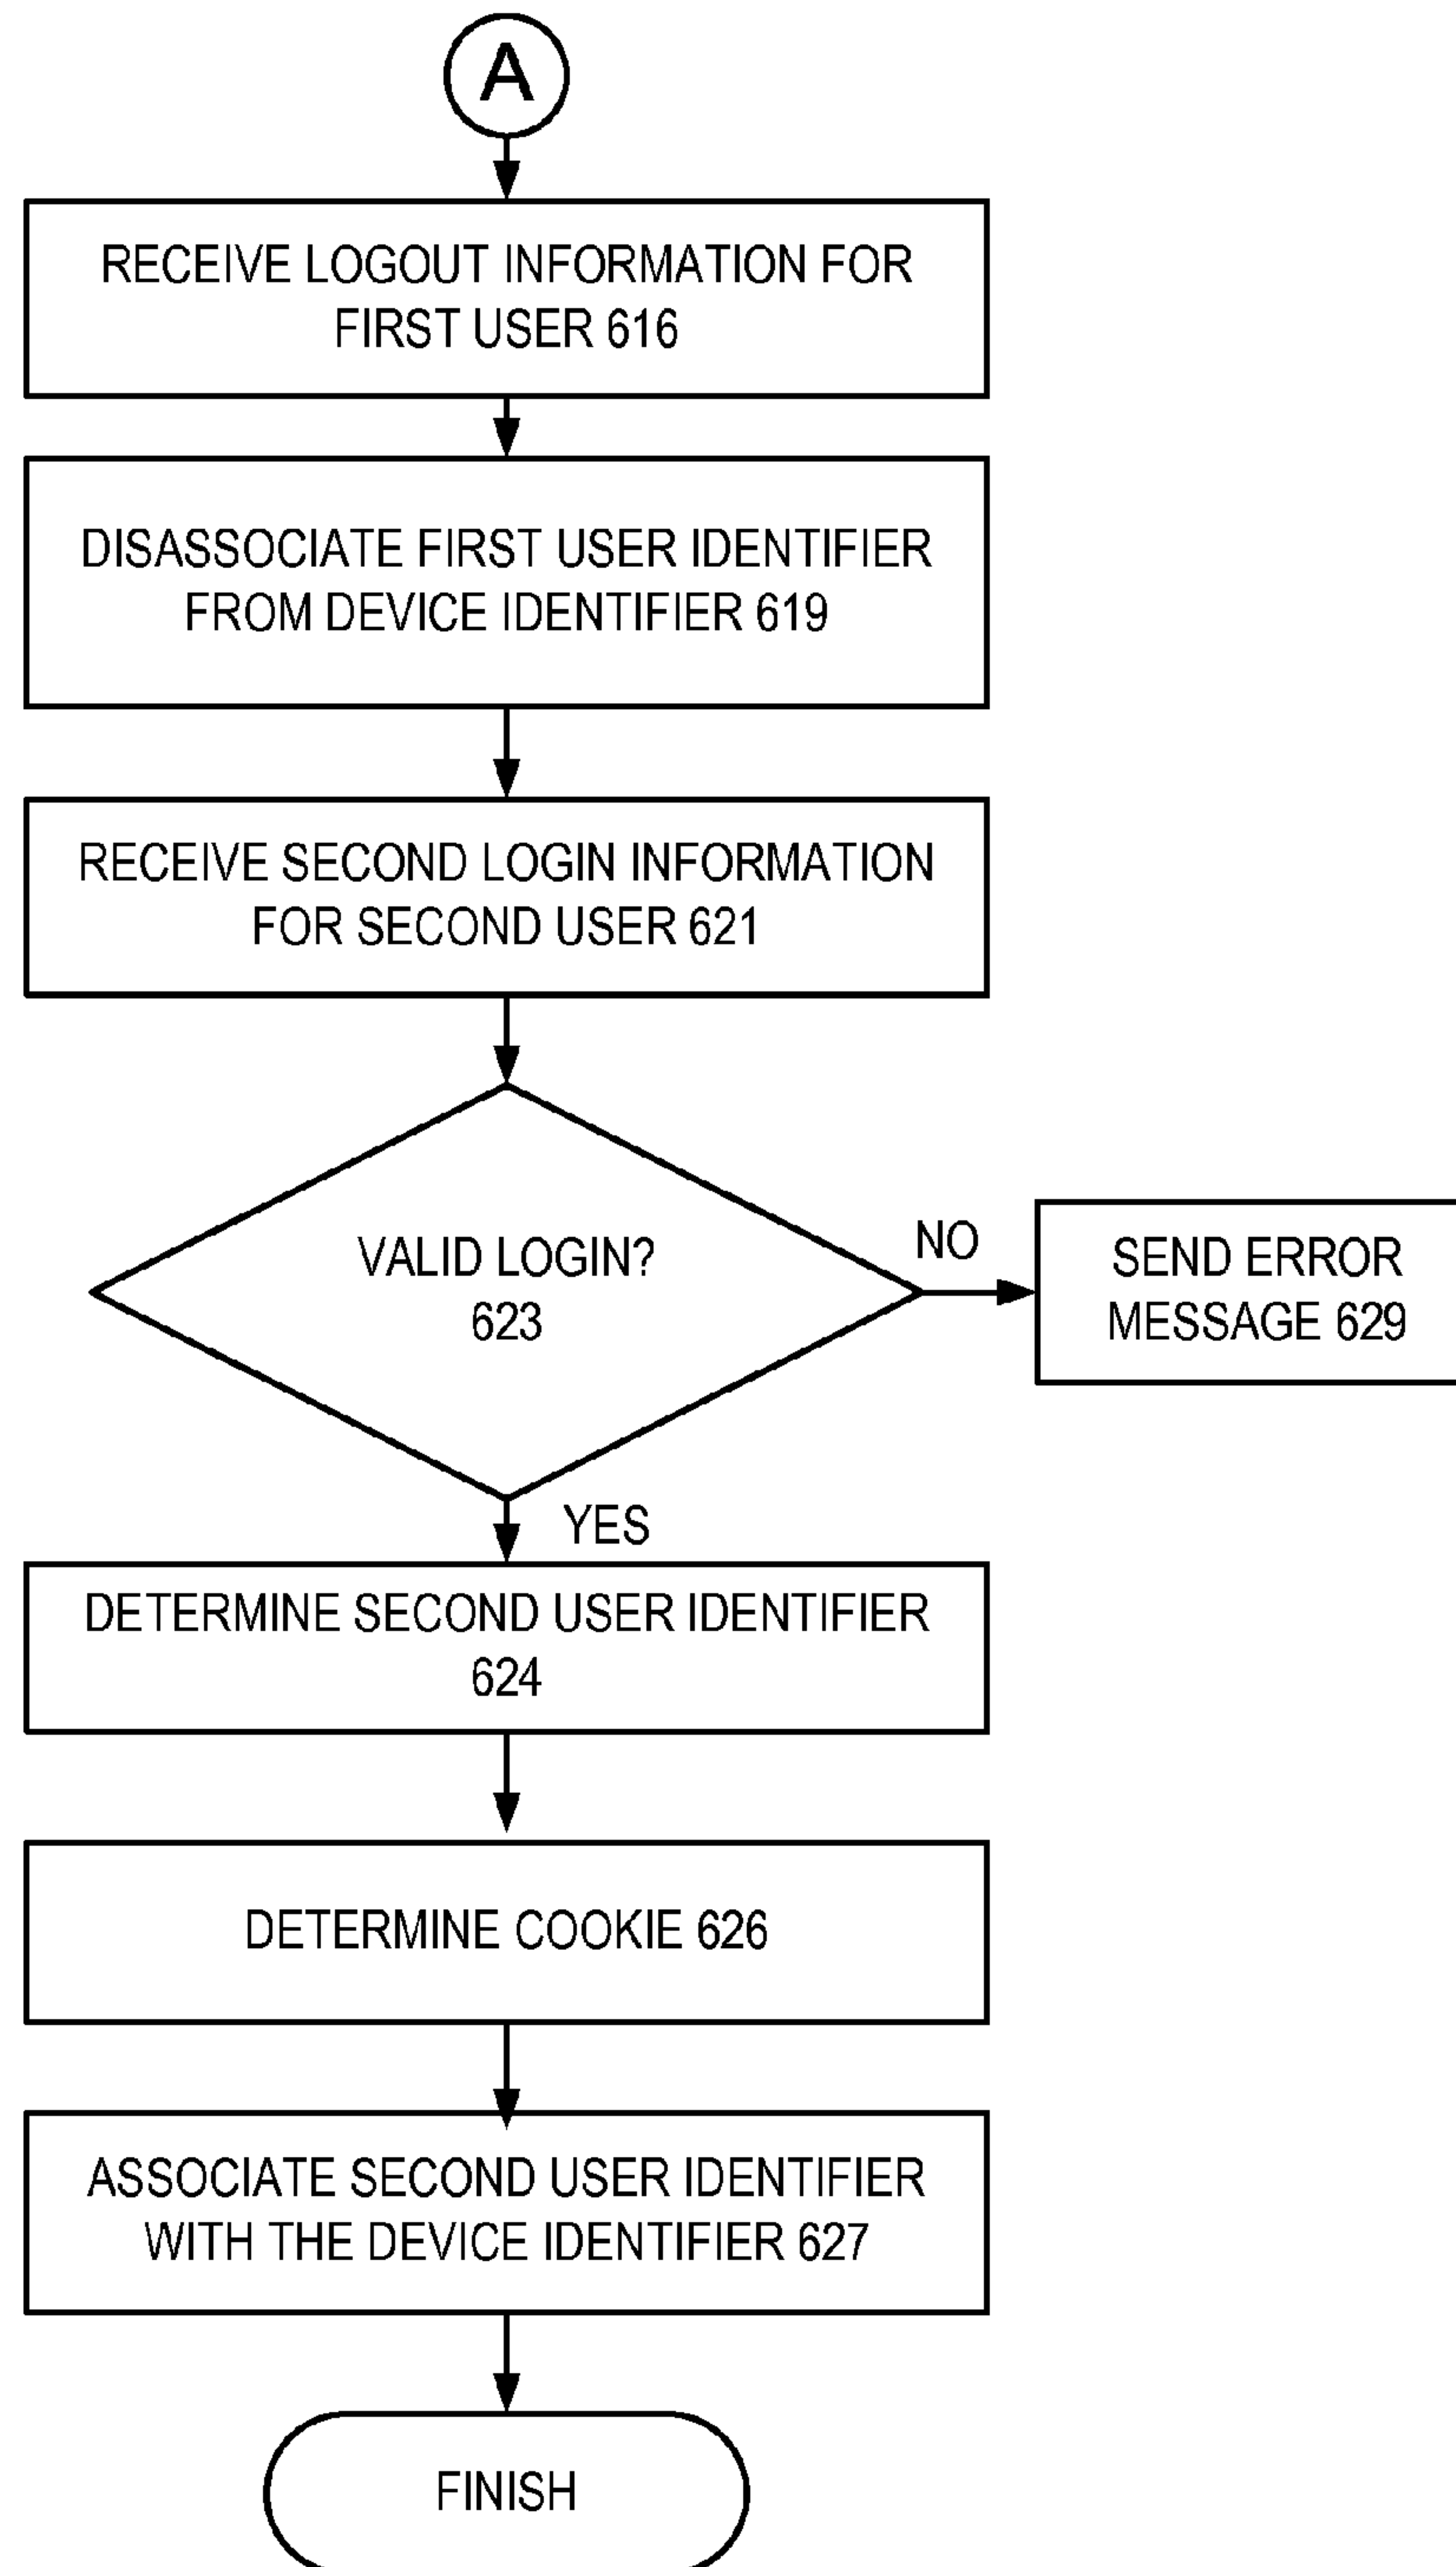 A
RECEIVE LOGOUT INFORMATION FOR
FIRST USER 616
DISASSOCIATE FIRST USER IDENTIFIER
FROM DEVICE IDENTIFIER 619
RECEIVE SECOND LOGIN INFORMATION
FOR SECOND USER 621
VALID LOGIN?
623
NO
SEND ERROR
MESSAGE 629
YES
DETERMINE SECOND USER IDENTIFIER
624
DETERMINE COOKIE 626
ASSOCIATE SECOND USER IDENTIFIER
WITH THE DEVICE IDENTIFIER 627
FINISH